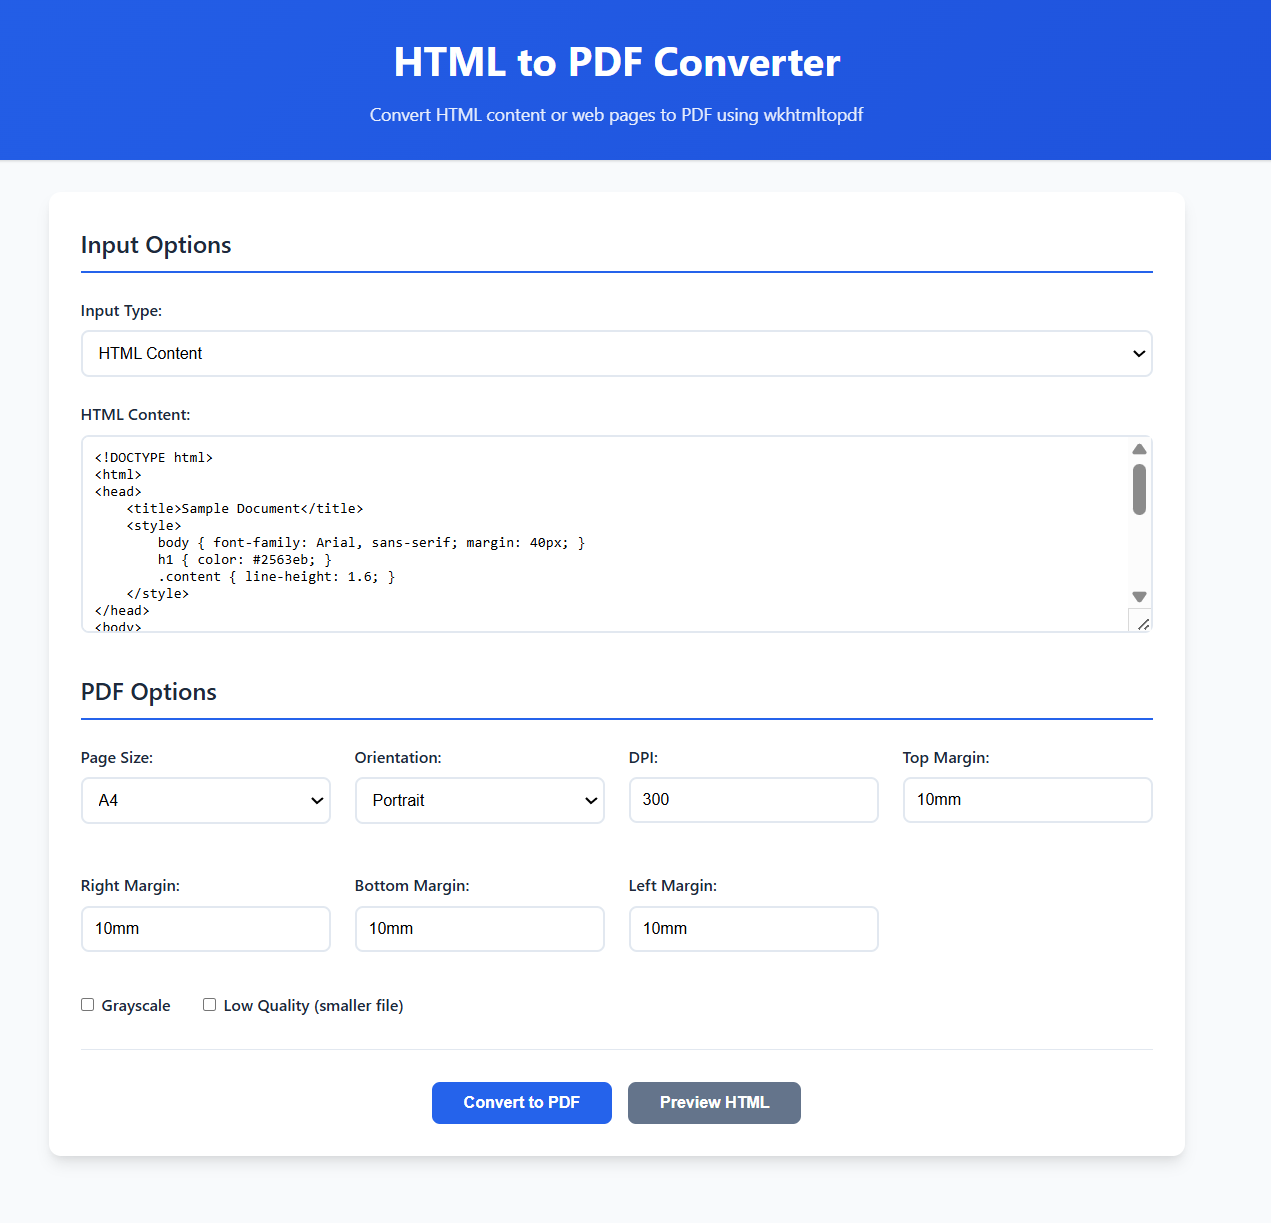 HTML to PDF Converter
Convert HTML content or web pages to PDF using wkhtmltopdf
Input Options
Input Type:
HTML Content
HTML Content:
<!DOCTYPE html>
<html>
<head>
    <title>Sample Document</title>
    <style>
        body { font-family: Arial, sans-serif; margin: 40px; }
        h1 { color: #2563eb; }
        .content { line-height: 1.6; }
    </style>
</head>
<body>
PDF Options
Page Size: Orientation: DPI: Top Margin:
A4 Portrait 300 10mm
Right Margin: Bottom Margin: Left Margin:
10mm 10mm 10mm
Grayscale Low Quality (smaller file)
Convert to PDF Preview HTML